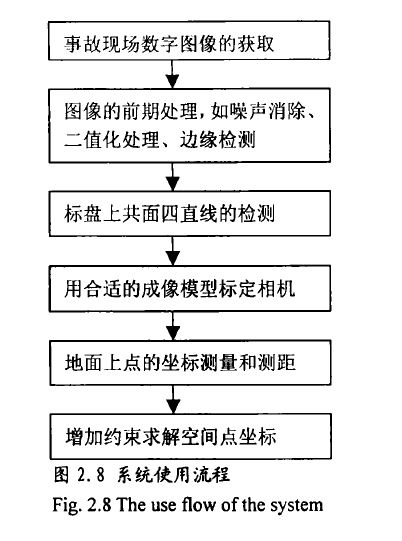 事故现场数字图像的获取
图像的前期处理,如噪声消除、
二值化处理、边缘检测
标盘上共面四直线的检测
用合适的成像模型标定相机
地面上点的坐标测量和测距
增加约束求解空间点坐标
图 2.8 系统使用流程
Fig. 2.8 The use flow of the system